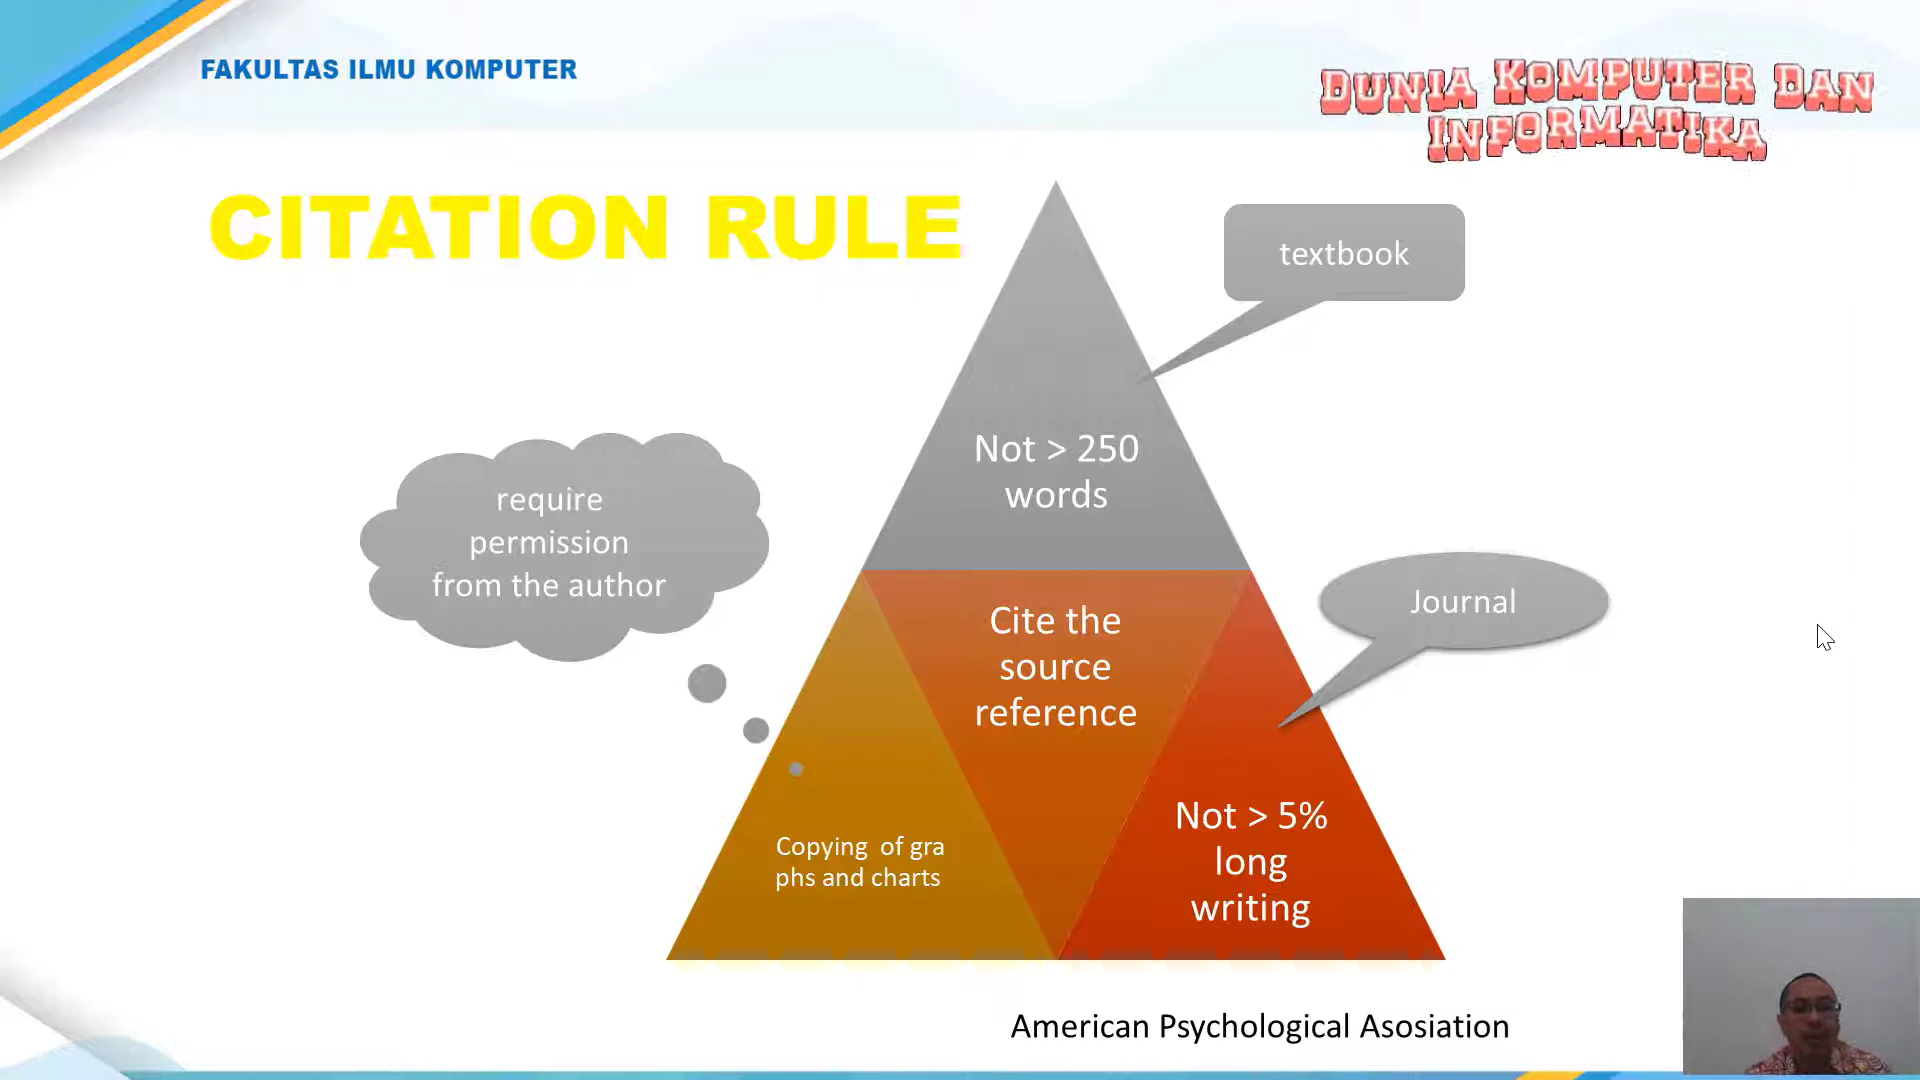 FAKULTAS ILMU KOMPUTER
DUNIA KOMPUTER DAN
INFORMATIKA
CITATION RULE
textbook
Not > 250
words
require
permission
from the author
Cite the
source
reference
Journal
Copying  of gra
phs and charts
Not > 5%
long
writing
American Psychological Asosiation